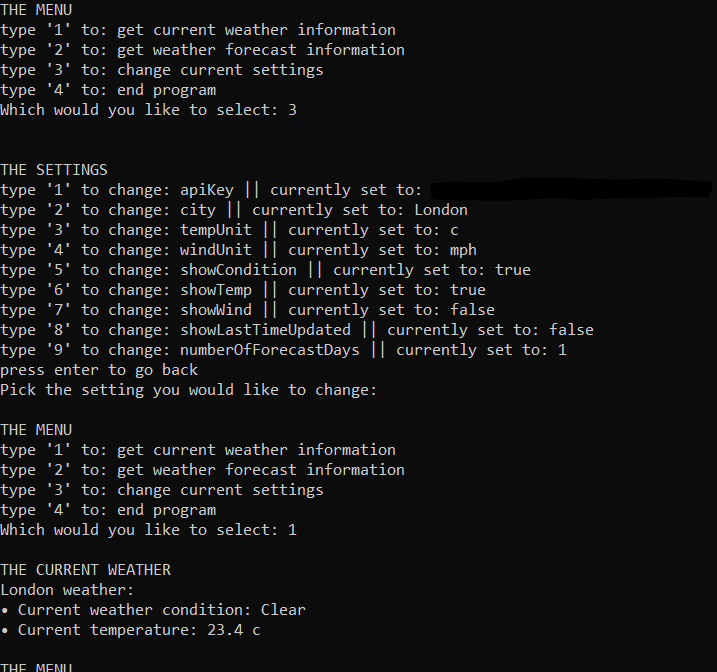 THE MENU
type '1' to: get current weather information
type '2' to: get weather forecast information
type '3' to: change current settings
type '4' to: end program
Which would you like to select: 3
THE SETTINGS
type '1' to change: apiKey || currently set to:
type '2' to change: city || currently set to: London
type '3' to change: tempUnit || currently set to: c
type '4' to change: windUnit || currently set to: mph
type '5' to change: showCondition || currently set to: true
type '6' to change: showTemp || currently set to: true
type '7' to change: showWind || currently set to: false
type '8' to change: showLastTimeUpdated || currently set to: false
type '9' to change: numberOfForecastDays || currently set to: 1
press enter to go back
Pick the setting you would like to change:
THE MENU
type '1' to: get current weather information
type '2' to: get weather forecast information
type '3' to: change current settings
type '4' to: end program
Which would you like to select: 1
THE CURRENT WEATHER
London weather:
• Current weather condition: Clear
• Current temperature: 23.4 c
THE MENU